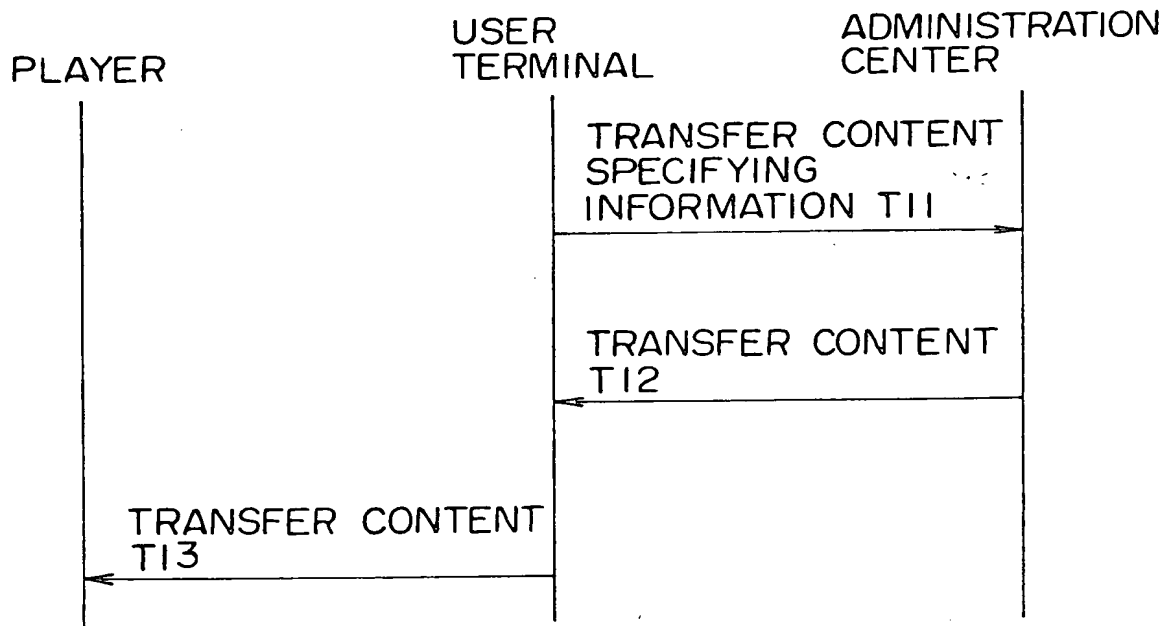 PLAYER
USER
TERMINAL
ADMINISTRATION
CENTER
TRANSFER CONTENT
SPECIFYING
INFORMATION T11
TRANSFER CONTENT
T12
TRANSFER CONTENT
T13